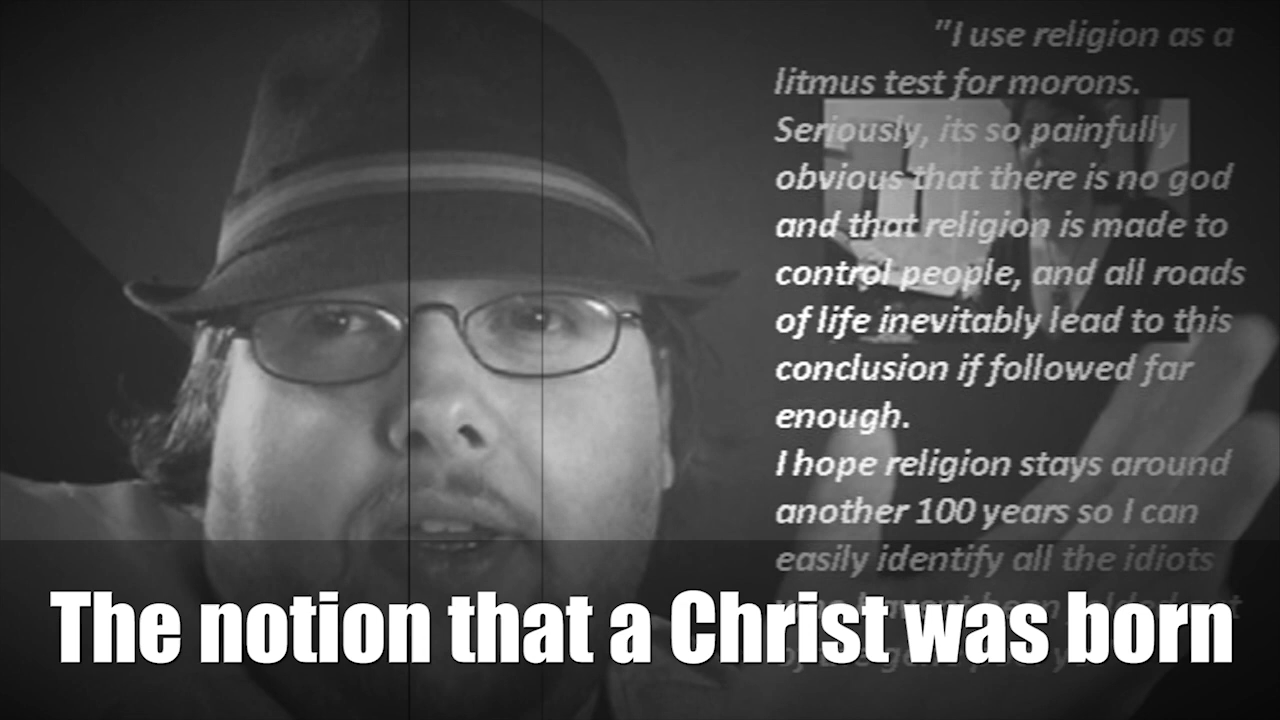 "I use religion as a
litmus test for morons.
Seriously, its so painfully
obvious that there is no god
and that religion is made to
control people, and all roads
of life inevitably lead to this
conclusion if followed far
enough.
I hope religion stays around
another 100 years so I can
easily identify all the idiots
The notion that a Christ was born